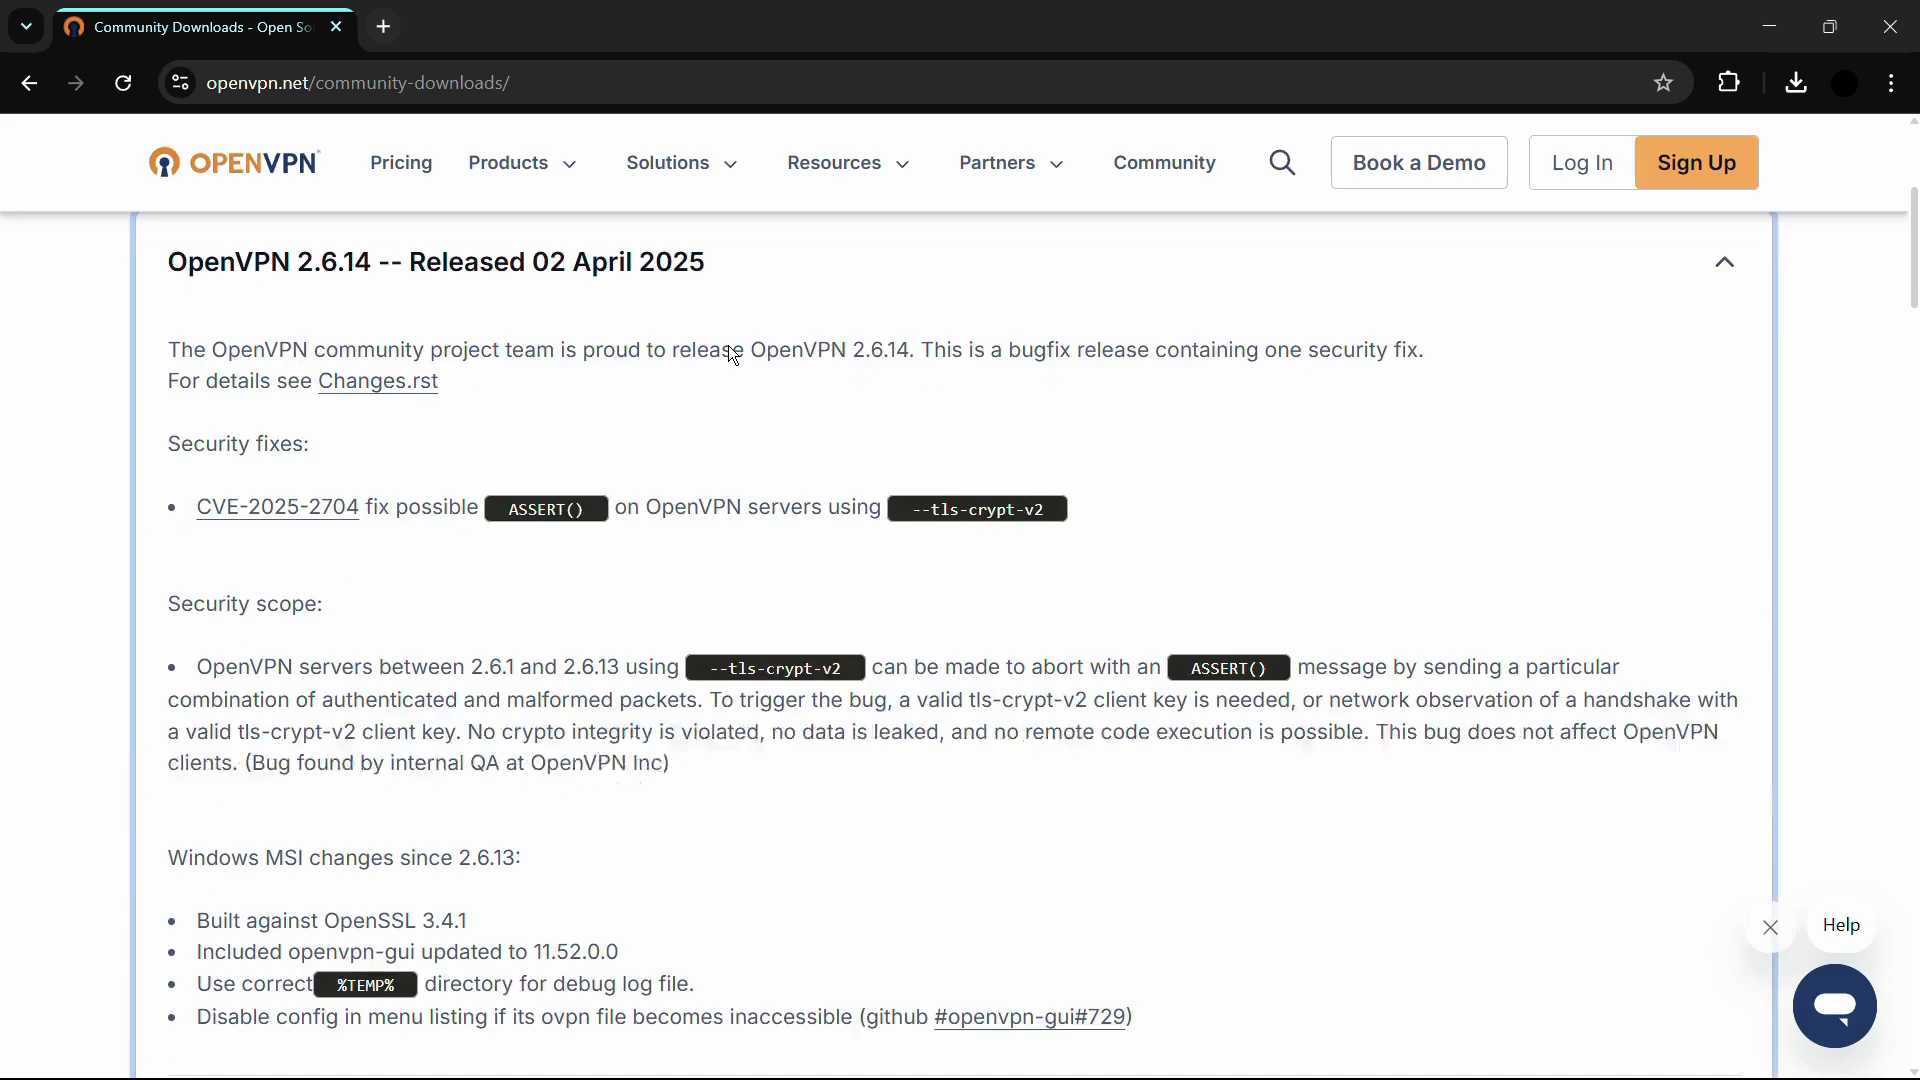 Community Downloads - Open So
openvpn.net/community-downloads/
OPENVPN
Pricing
Products
Solutions
Resources
Partners
Community
Book a Demo
Log In
Sign Up
OpenVPN 2.6.14 -- Released 02 April 2025
The OpenVPN community project team is proud to release OpenVPN 2.6.14. This is a bugfix release containing one security fix.
For details see Changes.rst
Security fixes:
• CVE-2025-2704 fix possible ASSERT() on OpenVPN servers using --tls-crypt-v2
Security scope:
• OpenVPN servers between 2.6.1 and 2.6.13 using --tls-crypt-v2 can be made to abort with an ASSERT() message by sending a particular
combination of authenticated and malformed packets. To trigger the bug, a valid tls-crypt-v2 client key is needed, or network observation of a handshake with
a valid tls-crypt-v2 client key. No crypto integrity is violated, no data is leaked, and no remote code execution is possible. This bug does not affect OpenVPN
clients. (Bug found by internal QA at OpenVPN Inc)
Windows MSI changes since 2.6.13:
• Built against OpenSSL 3.4.1
• Included openvpn-gui updated to 11.52.0.0
• Use correct %TEMP% directory for debug log file.
• Disable config in menu listing if its ovpn file becomes inaccessible (github #openvpn-gui#729)
Help